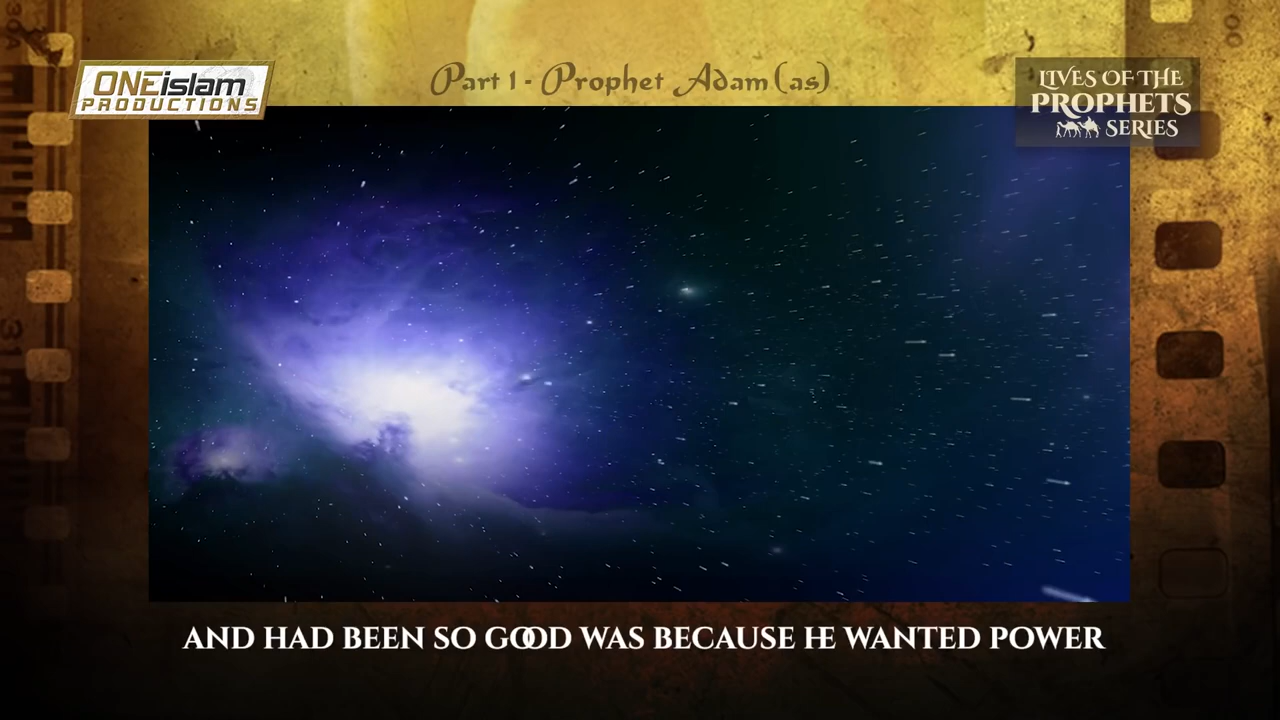 ONEislam
PRODUCTIONS
Part 1 - Prophet Adam (as)
LIVES OF THE
PROPHETS
SERIES
AND HAD BEEN SO GOOD WAS BECAUSE HE WANTED POWER